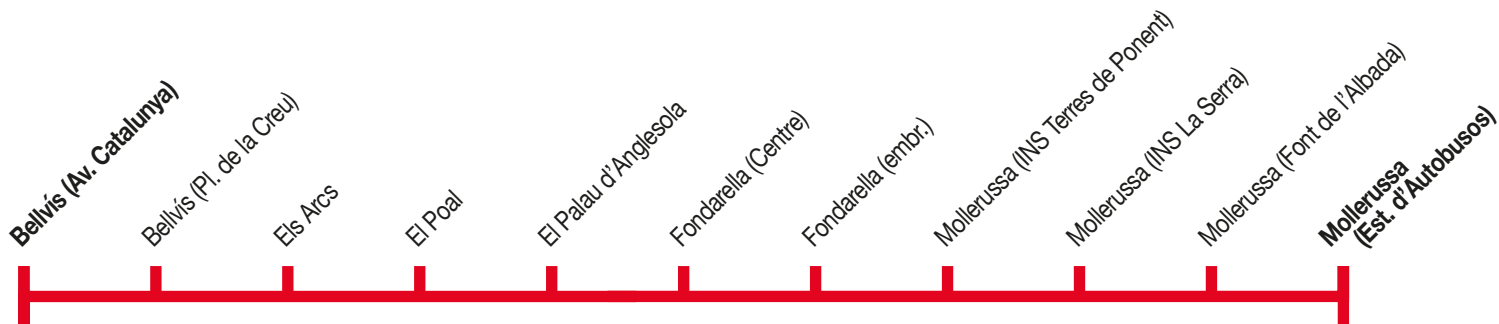 Bellvís (Av. Catalunya)
Bellvís (Pl. de la Creu)
Els Arcs
El Poal
El Palau d’Anglesola
Fondarella (Centre)
Fondarella (embr.)
Mollerussa (INS Terres de Ponent)
Mollerussa (INS La Serra)
Mollerussa (Font de l’Albada)
Mollerussa
(Est. d’Autobusos)